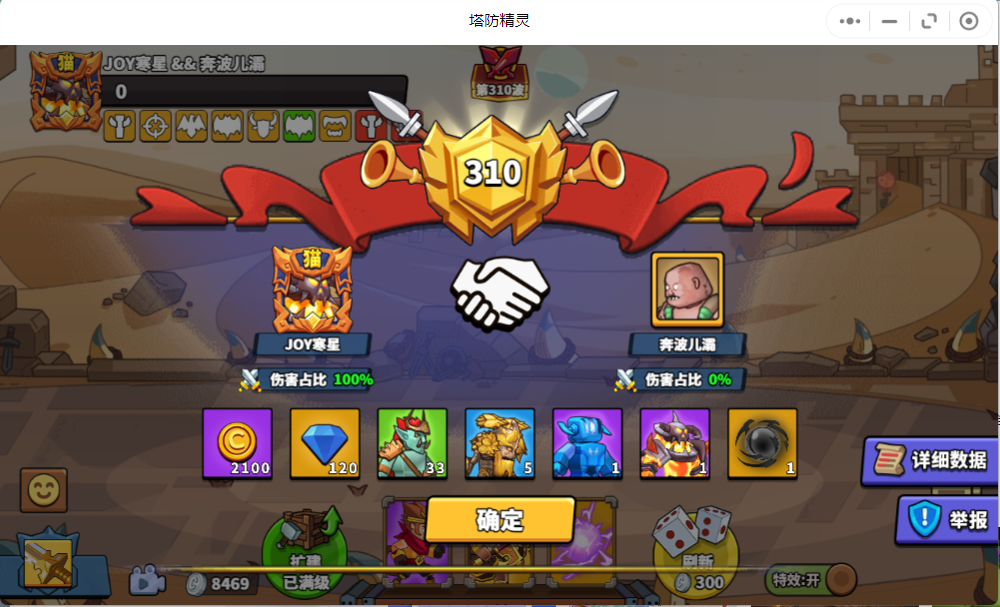 塔防精灵
猫
JOY寒星 && 奔波儿灞
0
第310波
310
猫
JOY寒星
奔波儿灞
伤害占比 100%
伤害占比 0%
2100
120
33
5
1
1
1
详细数据
确定
举报
扩建
已满级
刷新
8469
300
特效:开